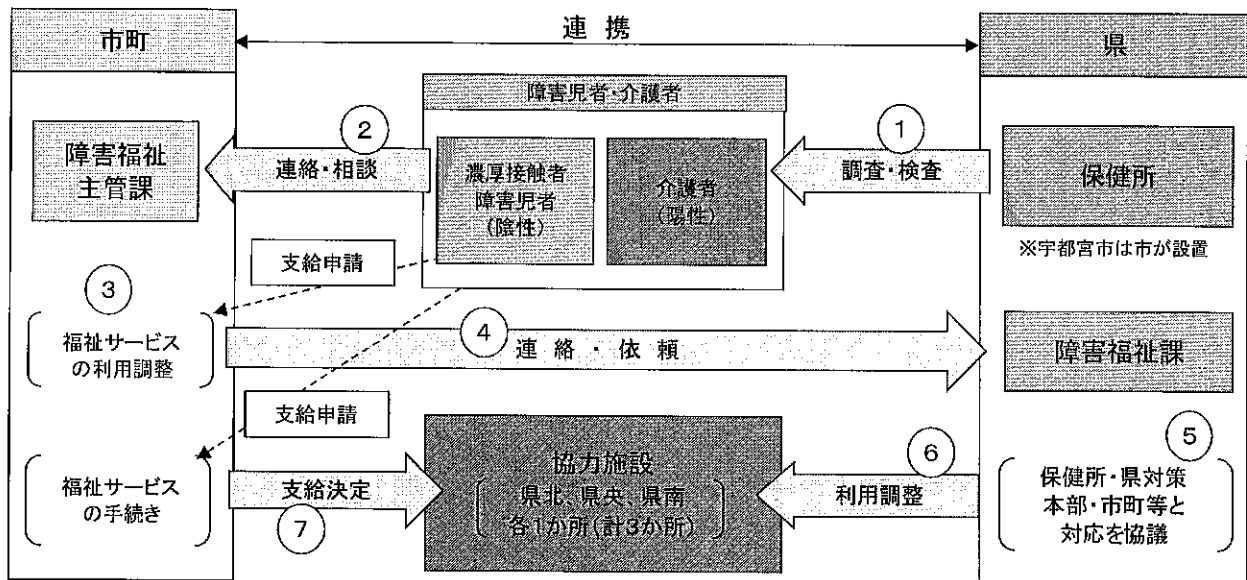 市町
連 携
県
障害児者・介護者
②
①
障害福祉
主管課
連絡・相談
濃厚接触者
障害児者
(陰性)
介護者
(陽性)
調査・検査
保健所
※宇都宮市は市が設置
支給申請
③
福祉サービス
の利用調整
④
連 絡 ・ 依 頼
障害福祉課
支給申請
協力施設
県北、県央、県南
各1か所(計3か所)
⑥
⑤
福祉サービス
の手続き
支給決定
⑦
利用調整
保健所・県対策
本部・市町等と
対応を協議